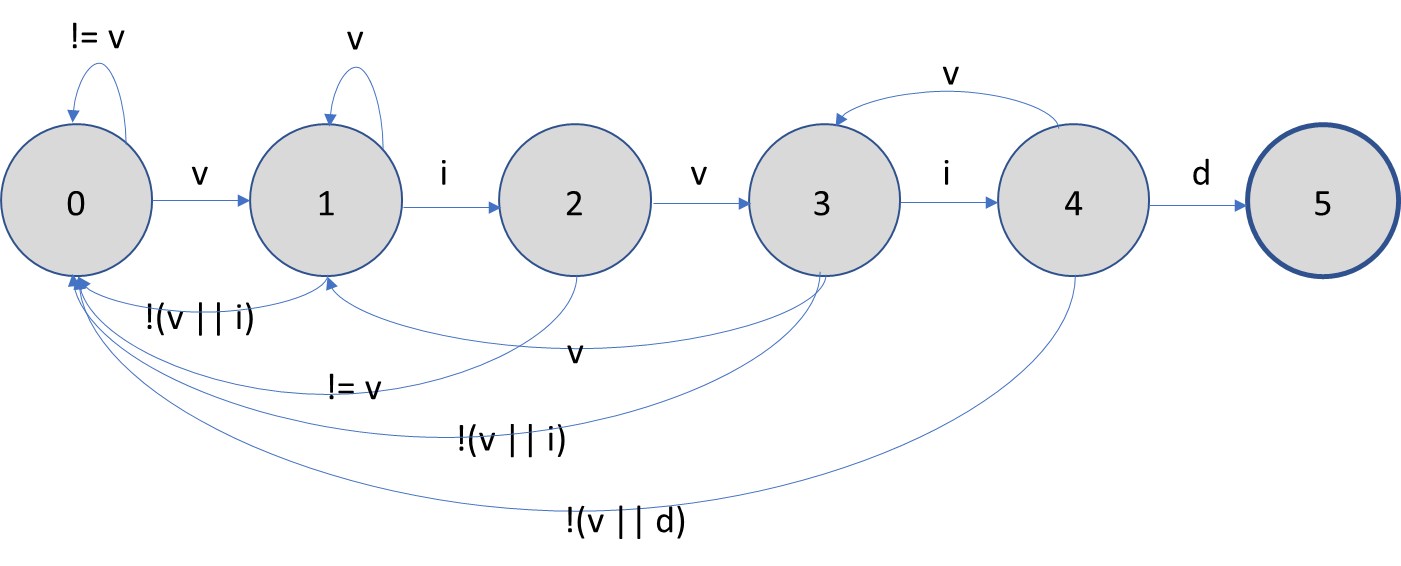 != v
v
v
v
i
v
i
d
0
1
2
3
4
5
!(v || i)
v
!= v
!(v || i)
!(v || d)